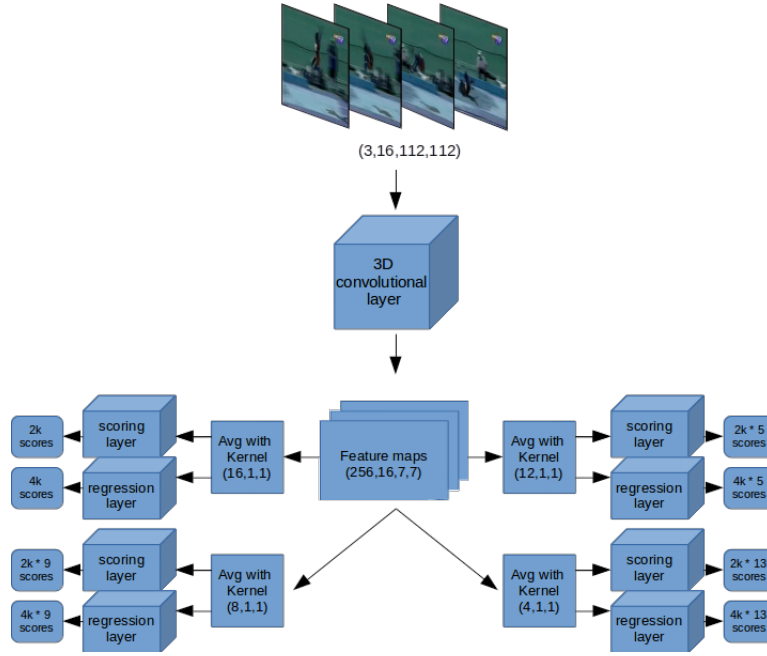 (3,16,112,112)
3D
convolutional
layer
2k
scores
scoring
layer
Avg with
Kernel
(16,1,1)
4k
scores
regression
layer
Feature maps
(256,16,7,7)
Avg with
Kernel
(12,1,1)
scoring
layer
2k * 5
scores
regression
layer
4k * 5
scores
2k * 9
scores
scoring
layer
Avg with
Kernel
(8,1,1)
4k * 9
scores
regression
layer
Avg with
Kernel
(4,1,1)
scoring
layer
2k * 13
scores
regression
layer
4k * 13
scores